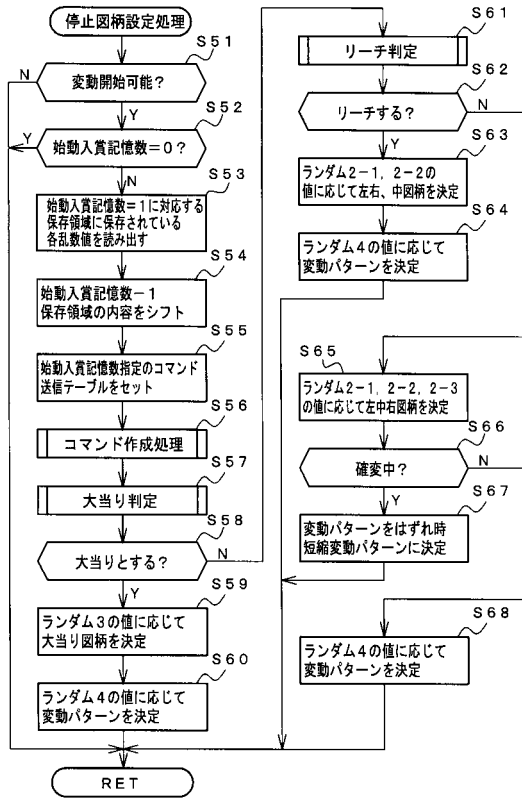 停止図柄設定処理
S51
変動開始可能?
N
Y
S52
始動入賞記憶数=0?
Y
N
S53
始動入賞記憶数=1に対応する
保存領域に保存されている
各乱数値を読み出す
S54
始動入賞記憶数-1
保存領域の内容をシフト
S55
始動入賞記憶数指定のコマンド
送信テーブルをセット
S56
コマンド作成処理
S57
大当り判定
S58
大当りとする?
N
Y
S59
ランダム3の値に応じて
大当り図柄を決定
S60
ランダム4の値に応じて
変動パターンを決定
RET
S61
リーチ判定
S62
リーチする?
N
Y
S63
ランダム2-1, 2-2の
値に応じて左右、中図柄を決定
S64
ランダム4の値に応じて
変動パターンを決定
S65
ランダム2-1, 2-2, 2-3
の値に応じて左中右図柄を決定
S66
確変中?
N
Y
S67
変動パターンをはずれ時
短縮変動パターンに決定
S68
ランダム4の値に応じて
変動パターンを決定